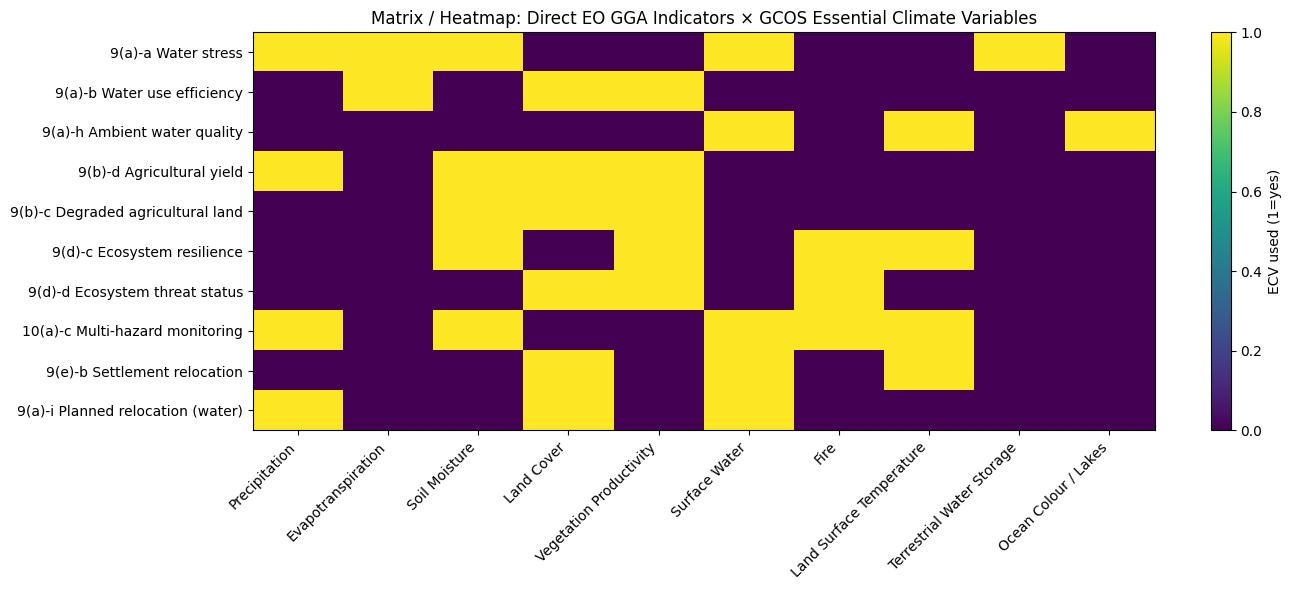 Matrix / Heatmap: Direct EO GGA Indicators × GCOS Essential Climate Variables
9(a)-a Water stress
9(a)-b Water use efficiency
9(a)-h Ambient water quality
9(b)-d Agricultural yield
9(b)-c Degraded agricultural land
9(d)-c Ecosystem resilience
9(d)-d Ecosystem threat status
10(a)-c Multi-hazard monitoring
9(e)-b Settlement relocation
9(a)-i Planned relocation (water)
Precipitation
Evapotranspiration
Soil Moisture
Land Cover
Vegetation Productivity
Surface Water
Fire
Land Surface Temperature
Terrestrial Water Storage
Ocean Colour / Lakes
1.0
0.8
0.6
0.4
0.2
0.0
ECV used (1=yes)